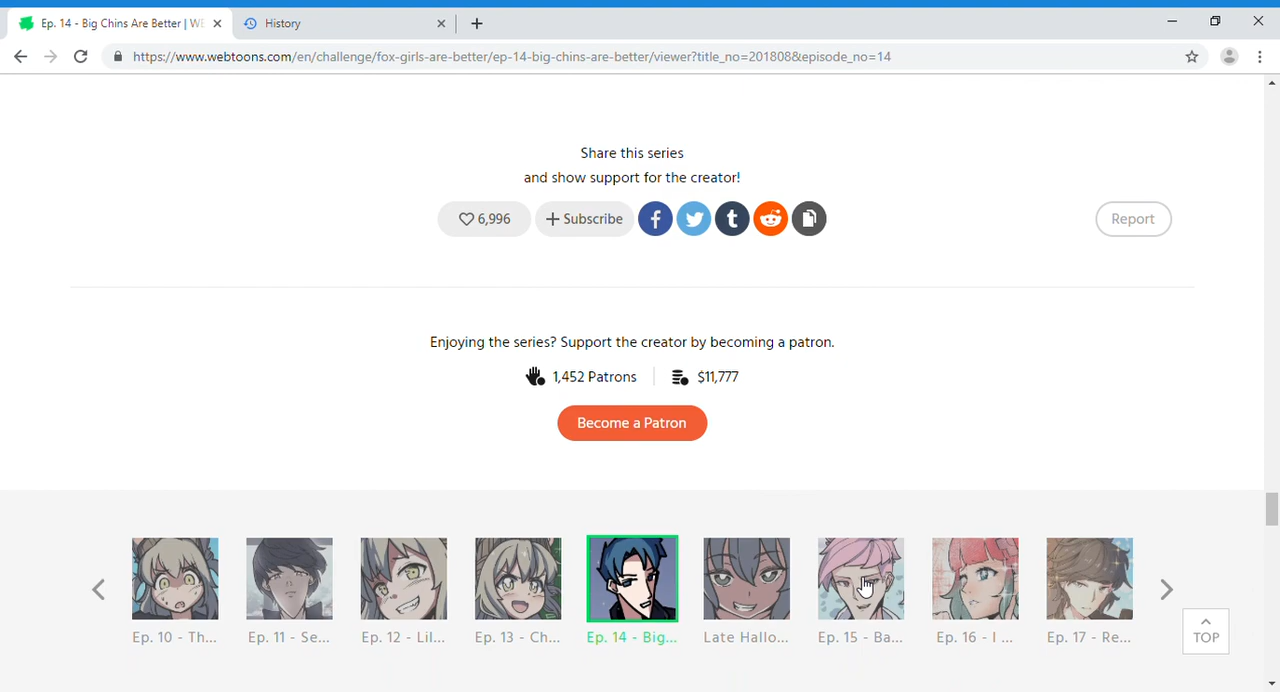 Ep. 14 - Big Chins Are Better | WE
History
https://www.webtoons.com/en/challenge/fox-girls-are-better/ep-14-big-chins-are-better/viewer?title_no=201808&episode_no=14
Share this series
and show support for the creator!
6,996
Subscribe
Report
Enjoying the series? Support the creator by becoming a patron.
1,452 Patrons
$11,777
Become a Patron
Ep. 10 - Th...
Ep. 11 - Se...
Ep. 12 - Lil...
Ep. 13 - Ch...
Ep. 14 - Big...
Late Hallo...
Ep. 15 - Ba...
Ep. 16 - I ...
Ep. 17 - Re...
TOP